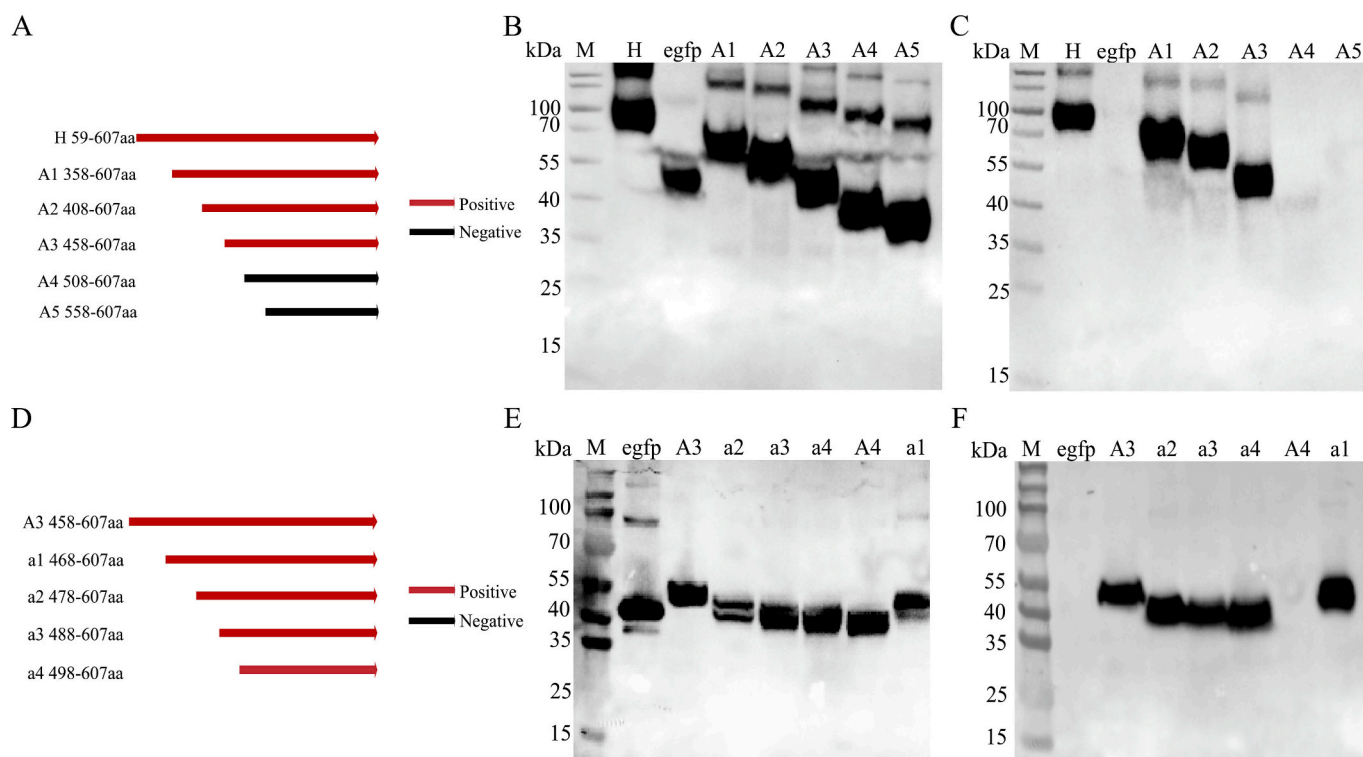 A
H 59-607aa
A1 358-607aa
A2 408-607aa
A3 458-607aa
A4 508-607aa
A5 558-607aa
Positive
Negative
B
kDa M H egfp A1 A2 A3 A4 A5
100
70
55
40
35
25
15
C
kDa M H egfp A1 A2 A3 A4 A5
100
70
55
40
35
25
15
D
A3 458-607aa
a1 468-607aa
a2 478-607aa
a3 488-607aa
a4 498-607aa
Positive
Negative
E
kDa M egfp A3 a2 a3 a4 A4 a1
100
70
55
40
35
25
15
F
kDa M egfp A3 a2 a3 a4 A4 a1
100
70
55
40
35
25
15